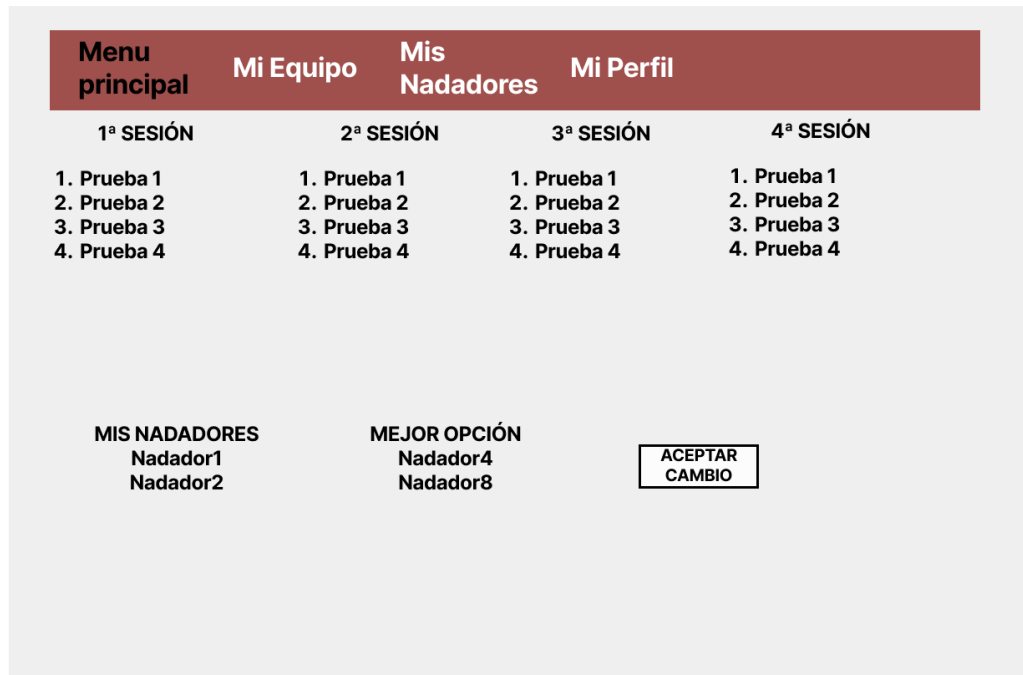 Menu
principal
Mi Equipo
Mis
Nadadores
Mi Perfil
1ª SESIÓN
1. Prueba 1
2. Prueba 2
3. Prueba 3
4. Prueba 4
2ª SESIÓN
1. Prueba 1
2. Prueba 2
3. Prueba 3
4. Prueba 4
3ª SESIÓN
1. Prueba 1
2. Prueba 2
3. Prueba 3
4. Prueba 4
4ª SESIÓN
1. Prueba 1
2. Prueba 2
3. Prueba 3
4. Prueba 4
MIS NADADORES
Nadador1
Nadador2
MEJOR OPCIÓN
Nadador4
Nadador8
ACEPTAR
CAMBIO